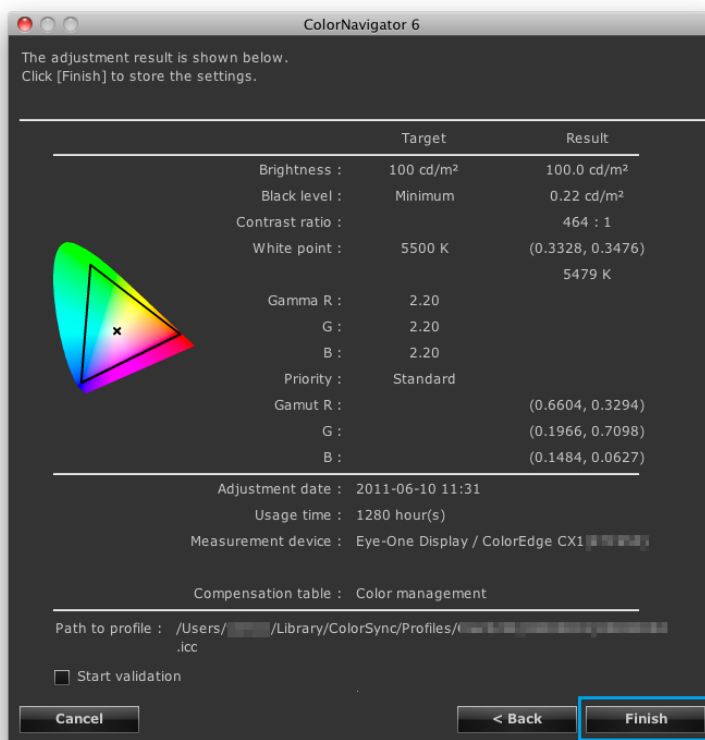 ColorNavigator 6
The adjustment result is shown below.
Click [Finish] to store the settings.
Target Result
Brightness : 100 cd/m² 100.0 cd/m²
Black level : Minimum 0.22 cd/m²
Contrast ratio : 464 : 1
White point : 5500 K (0.3328, 0.3476)
5479 K
Gamma R : 2.20
G : 2.20
B : 2.20
Priority : Standard
Gamut R : (0.6604, 0.3294)
G : (0.1966, 0.7098)
B : (0.1484, 0.0627)
Adjustment date : 2011-06-10 11:31
Usage time : 1280 hour(s)
Measurement device : Eye-One Display / ColorEdge CX1
Compensation table : Color management
Path to profile : /Users/ /Library/ColorSync/Profiles/
.icc
Start validation
Cancel < Back Finish